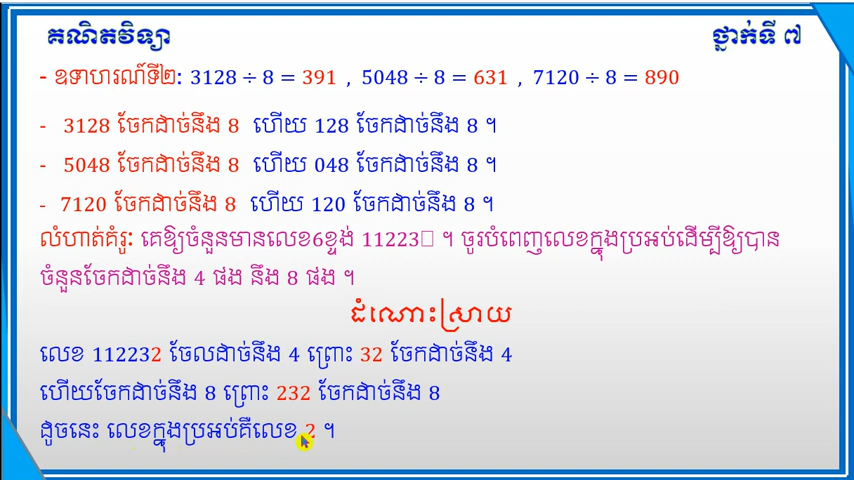 គណិតវិទ្យា
ថ្នាក់ទី ៧
- ឧទាហរណ៍ទី២: 3128 ÷ 8 = 391 , 5048 ÷ 8 = 631 , 7120 ÷ 8 = 890
- 3128 ចែកដាច់នឹង 8 ហើយ 128 ចែកដាច់នឹង 8 ។
- 5048 ចែកដាច់នឹង 8 ហើយ 048 ចែកដាច់នឹង 8 ។
- 7120 ចែកដាច់នឹង 8 ហើយ 120 ចែកដាច់នឹង 8 ។
លំហាត់គំរូ: គេឱ្យចំនួនមានលេខ6ខ្ទង់ 11223□ ។ ចូរបំពេញលេខក្នុងប្រអប់ដើម្បីឱ្យបាន
ចំនួនចែកដាច់នឹង 4 ផង នឹង 8 ផង ។
ដំណោះស្រាយ
លេខ 112232 ចែលដាច់នឹង 4 ព្រោះ 32 ចែកដាច់នឹង 4
ហើយចែកដាច់នឹង 8 ព្រោះ 232 ចែកដាច់នឹង 8
ដូចនេះ លេខក្នុងប្រអប់គឺលេខ 2 ។